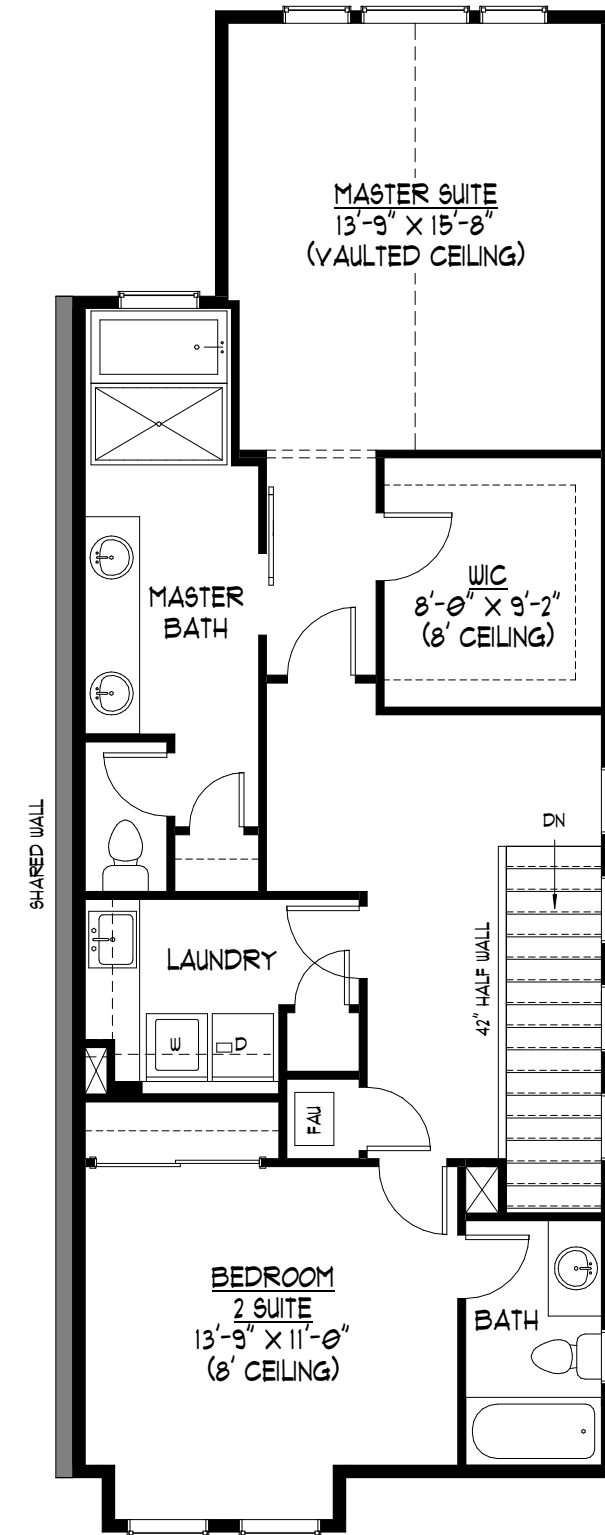 MASTER SUITE
13'-9" X 15'-8"
(VAULTED CEILING)
WIC
8'-0" X 9'-2"
(8' CEILING)
MASTER
BATH
SHARED WALL
DN
42" HALF WALL
LAUNDRY
W
D
FAU
BEDROOM
2 SUITE
13'-9" X 11'-0"
(8' CEILING)
BATH